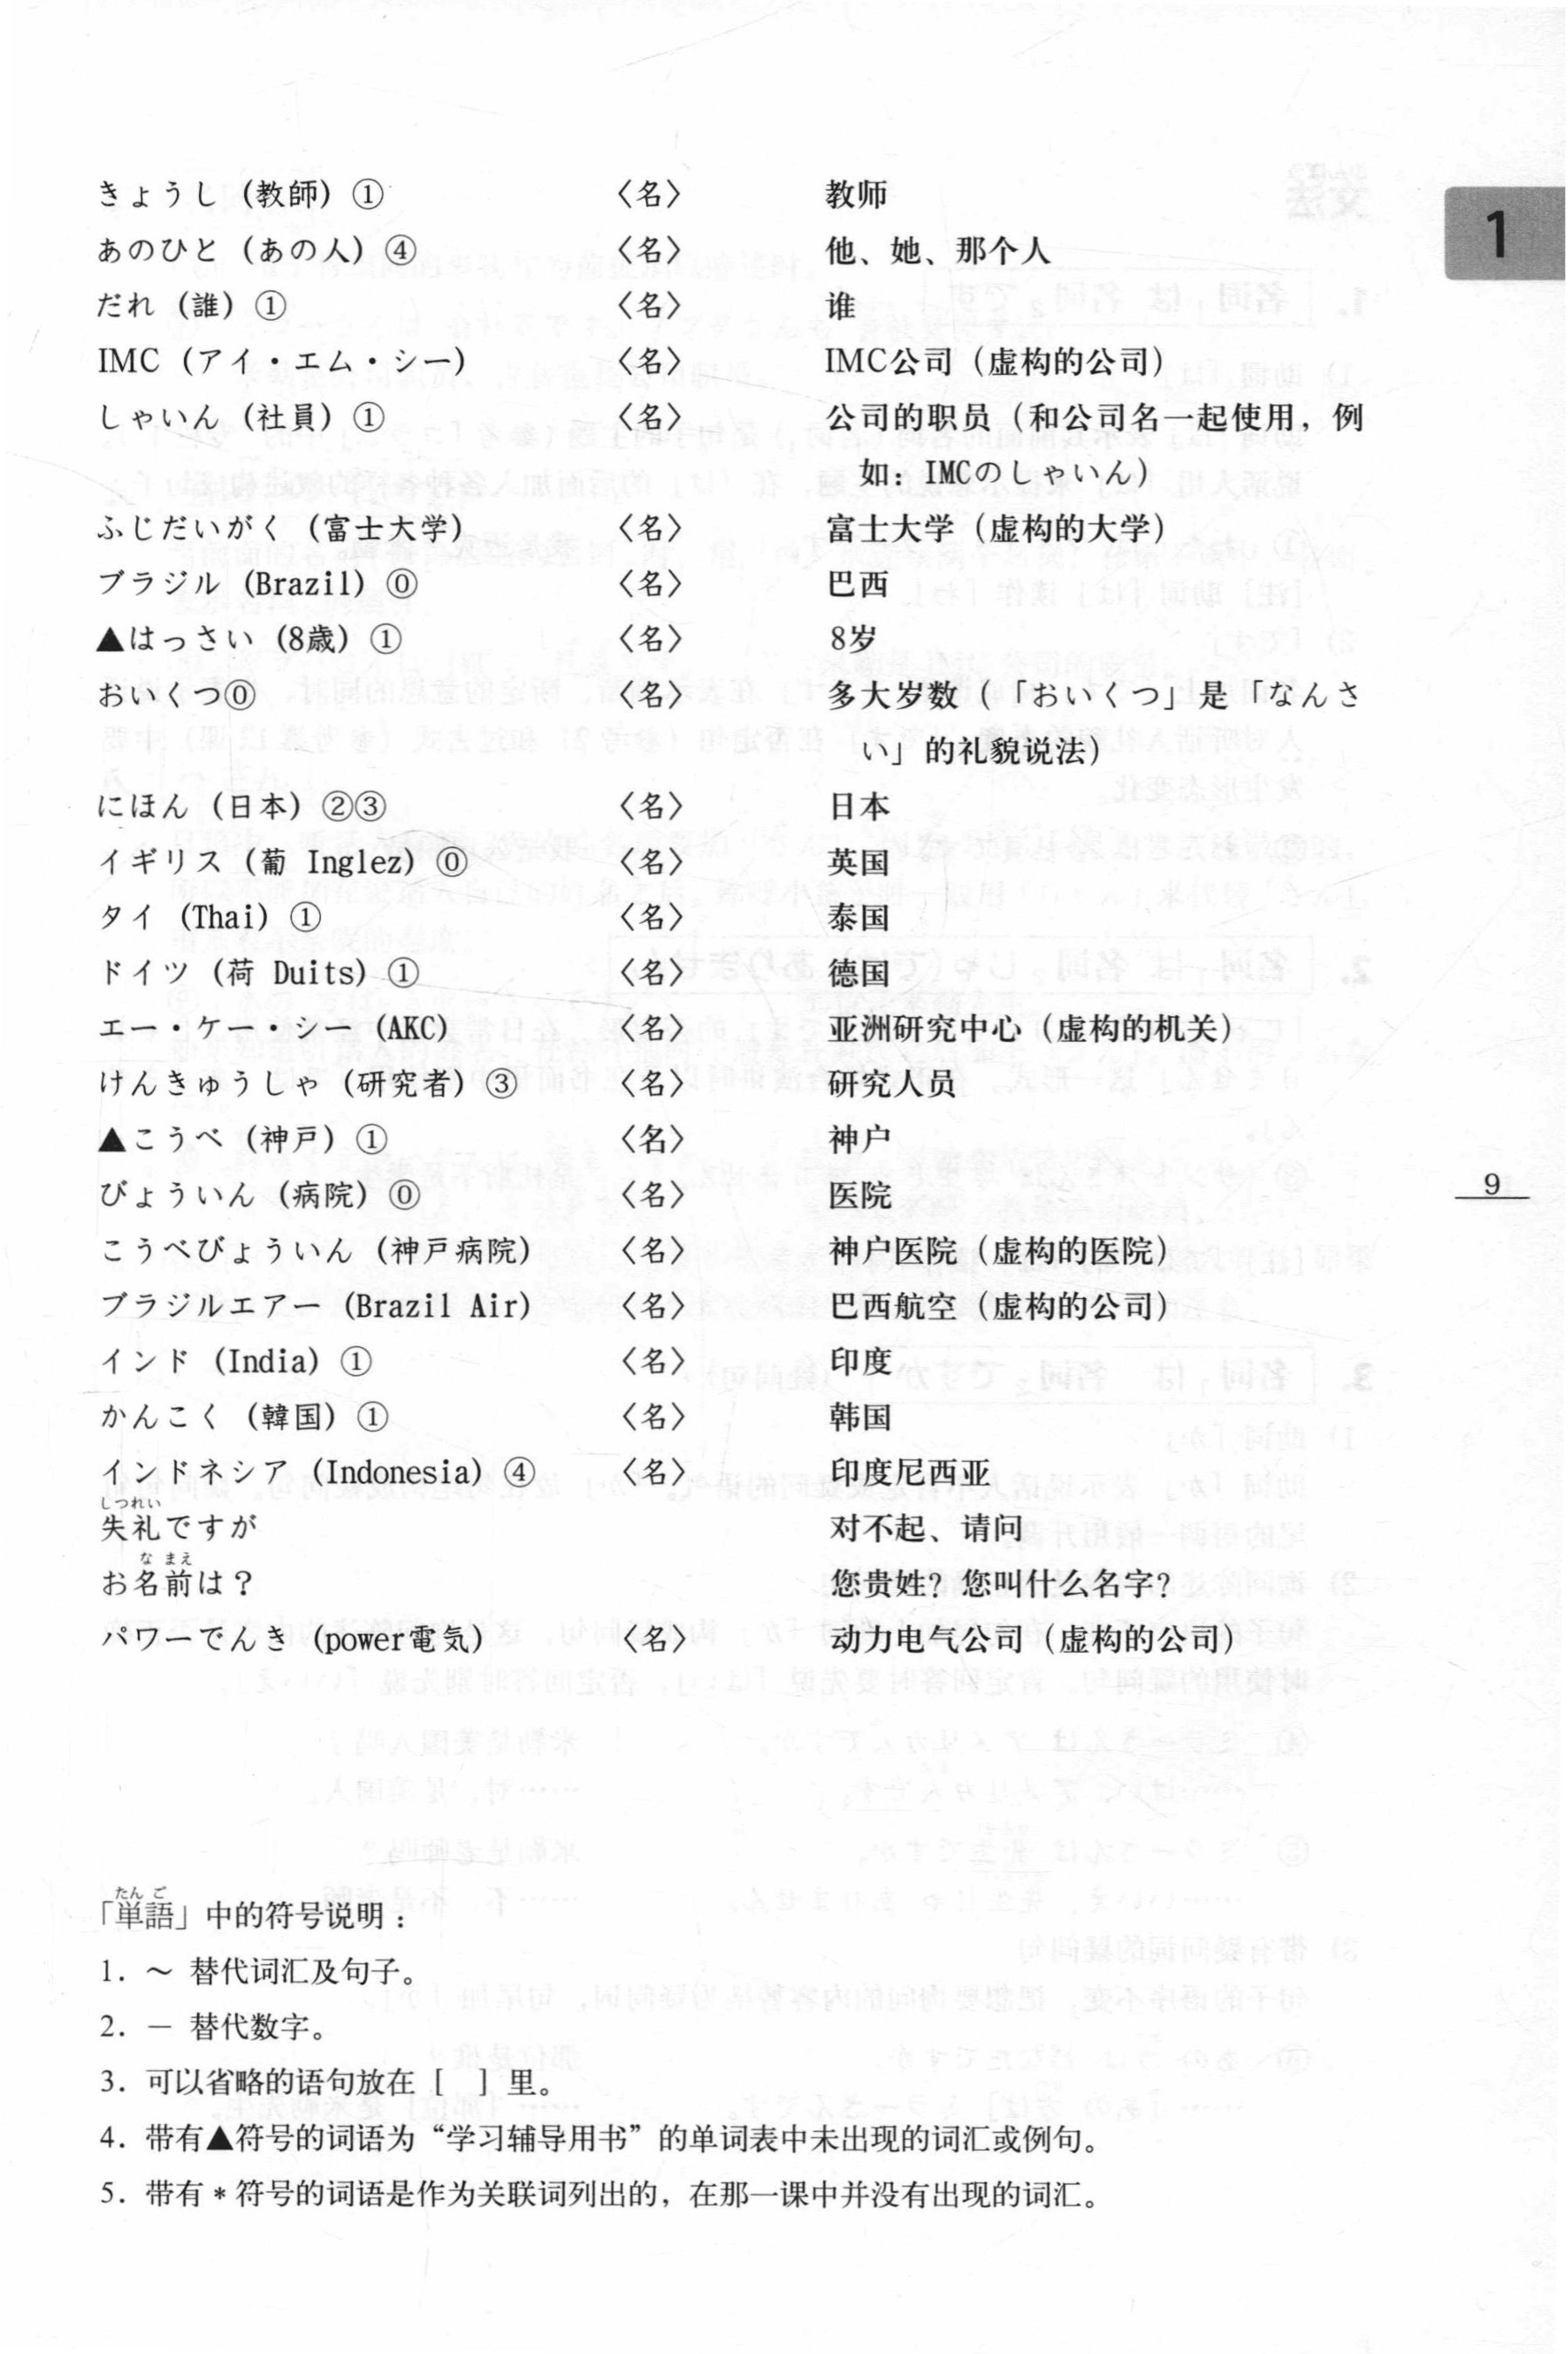 きょうし（教師）① 〈名〉 教师
1
あのひと（あの人）④ 〈名〉 他、她、那个人
だれ（誰）① 〈名〉 谁
IMC（アイ・エム・シー） 〈名〉 IMC公司（虚构的公司）
しゃいん（社員）① 〈名〉 公司的职员（和公司名一起使用，例
如：IMCのしゃいん）
ふじだいがく（富士大学） 〈名〉 富士大学（虚构的大学）
ブラジル（Brazil）⓪ 〈名〉 巴西
▲はっさい（8歳）① 〈名〉 8岁
おいくつ⓪ 〈名〉 多大岁数（「おいくつ」是「なんさ
い」的礼貌说法）
にほん（日本）②③ 〈名〉 日本
イギリス（葡 Inglez）⓪ 〈名〉 英国
タイ（Thai）① 〈名〉 泰国
ドイツ（荷 Duits）① 〈名〉 德国
エー・ケー・シー（AKC） 〈名〉 亚洲研究中心（虚构的机关）
けんきゅうしゃ（研究者）③ 〈名〉 研究人员
▲こうべ（神戸）① 〈名〉 神户
びょういん（病院）⓪ 〈名〉 医院
9
こうべびょういん（神戸病院） 〈名〉 神户医院（虚构的医院）
ブラジルエアー（Brazil Air） 〈名〉 巴西航空（虚构的公司）
インド（India）① 〈名〉 印度
かんこく（韓国）① 〈名〉 韩国
インドネシア（Indonesia）④ 〈名〉 印度尼西亚
しつれい
失礼ですが 对不起、请问
な まえ
お名前は？ 您贵姓？您叫什么名字？
パワーでんき（power電気） 〈名〉 动力电气公司（虚构的公司）
たん ご
「単語」中的符号说明：
1. ～ 替代词汇及句子。
2. － 替代数字。
3. 可以省略的语句放在［ ］里。
4. 带有▲符号的词语为“学习辅导用书”的单词表中未出现的词汇或例句。
5. 带有＊符号的词语是作为关联词列出的，在那一课中并没有出现的词汇。